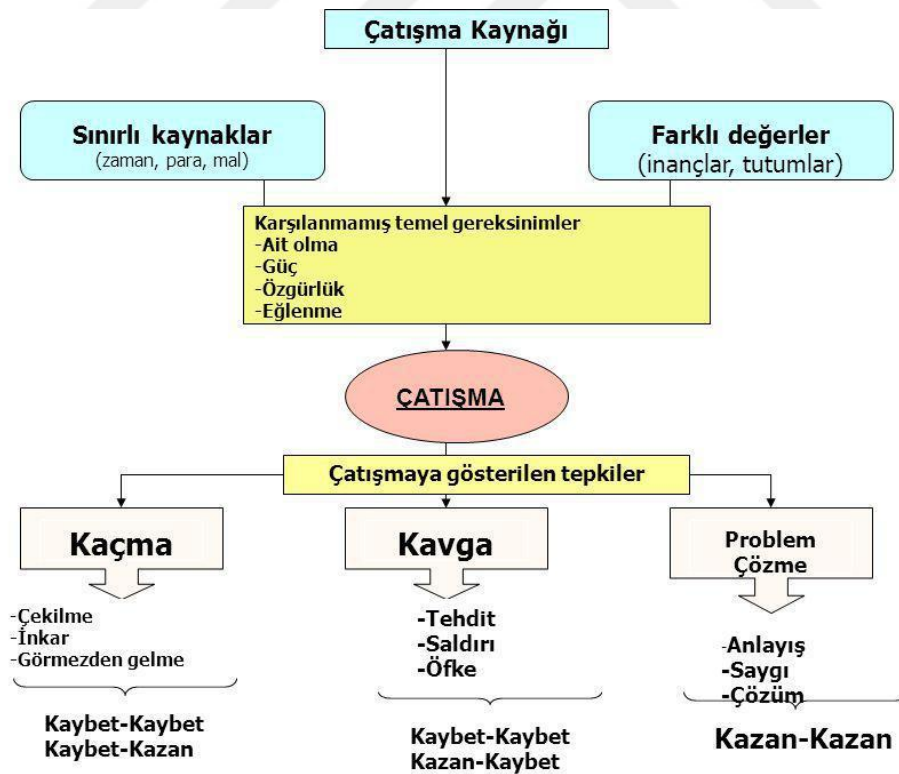 Çatışma Kaynağı
Sınırlı kaynaklar
(zaman, para, mal)
Farklı değerler
(inançlar, tutumlar)
Karşılanmamış temel gereksinimler
-Ait olma
-Güç
-Özgürlük
-Eğlenme
ÇATIŞMA
Çatışmaya gösterilen tepkiler
Kaçma
-Çekilme
-İnkar
-Görmezden gelme
Kaybet-Kaybet
Kaybet-Kazan
Kavga
-Tehdit
-Saldırı
-Öfke
Kaybet-Kaybet
Kazan-Kaybet
Problem
Çözme
-Anlayış
-Saygı
-Çözüm
Kazan-Kazan